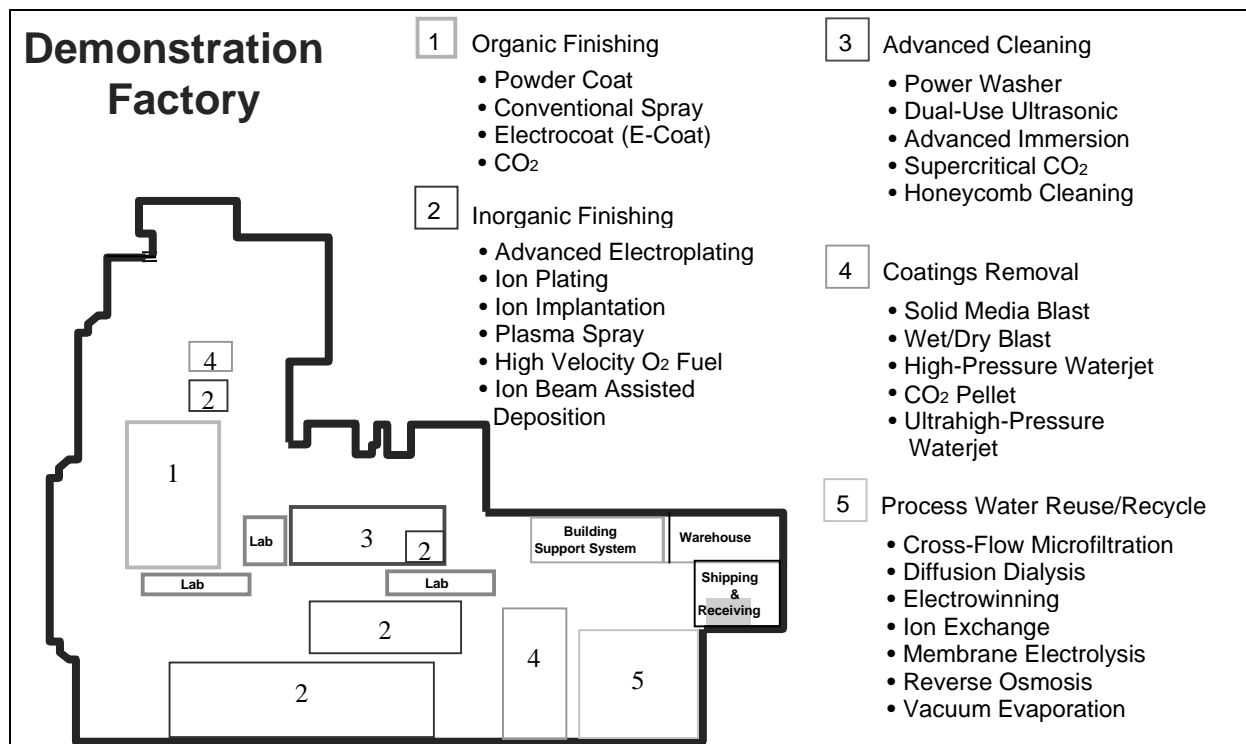 Demonstration
Factory
1 Organic Finishing
• Powder Coat
• Conventional Spray
• Electrocoat (E-Coat)
• CO2
2 Inorganic Finishing
• Advanced Electroplating
• Ion Plating
• Ion Implantation
• Plasma Spray
• High Velocity O2 Fuel
• Ion Beam Assisted
Deposition
3 Advanced Cleaning
• Power Washer
• Dual-Use Ultrasonic
• Advanced Immersion
• Supercritical CO2
• Honeycomb Cleaning
4 Coatings Removal
• Solid Media Blast
• Wet/Dry Blast
• High-Pressure Waterjet
• CO2 Pellet
• Ultrahigh-Pressure
Waterjet
5 Process Water Reuse/Recycle
• Cross-Flow Microfiltration
• Diffusion Dialysis
• Electrowinning
• Ion Exchange
• Membrane Electrolysis
• Reverse Osmosis
• Vacuum Evaporation
4
2
1
Lab
3
2
Building
Support System
Warehouse
Lab
Lab
Shipping
&
Receiving
2
4
5
2